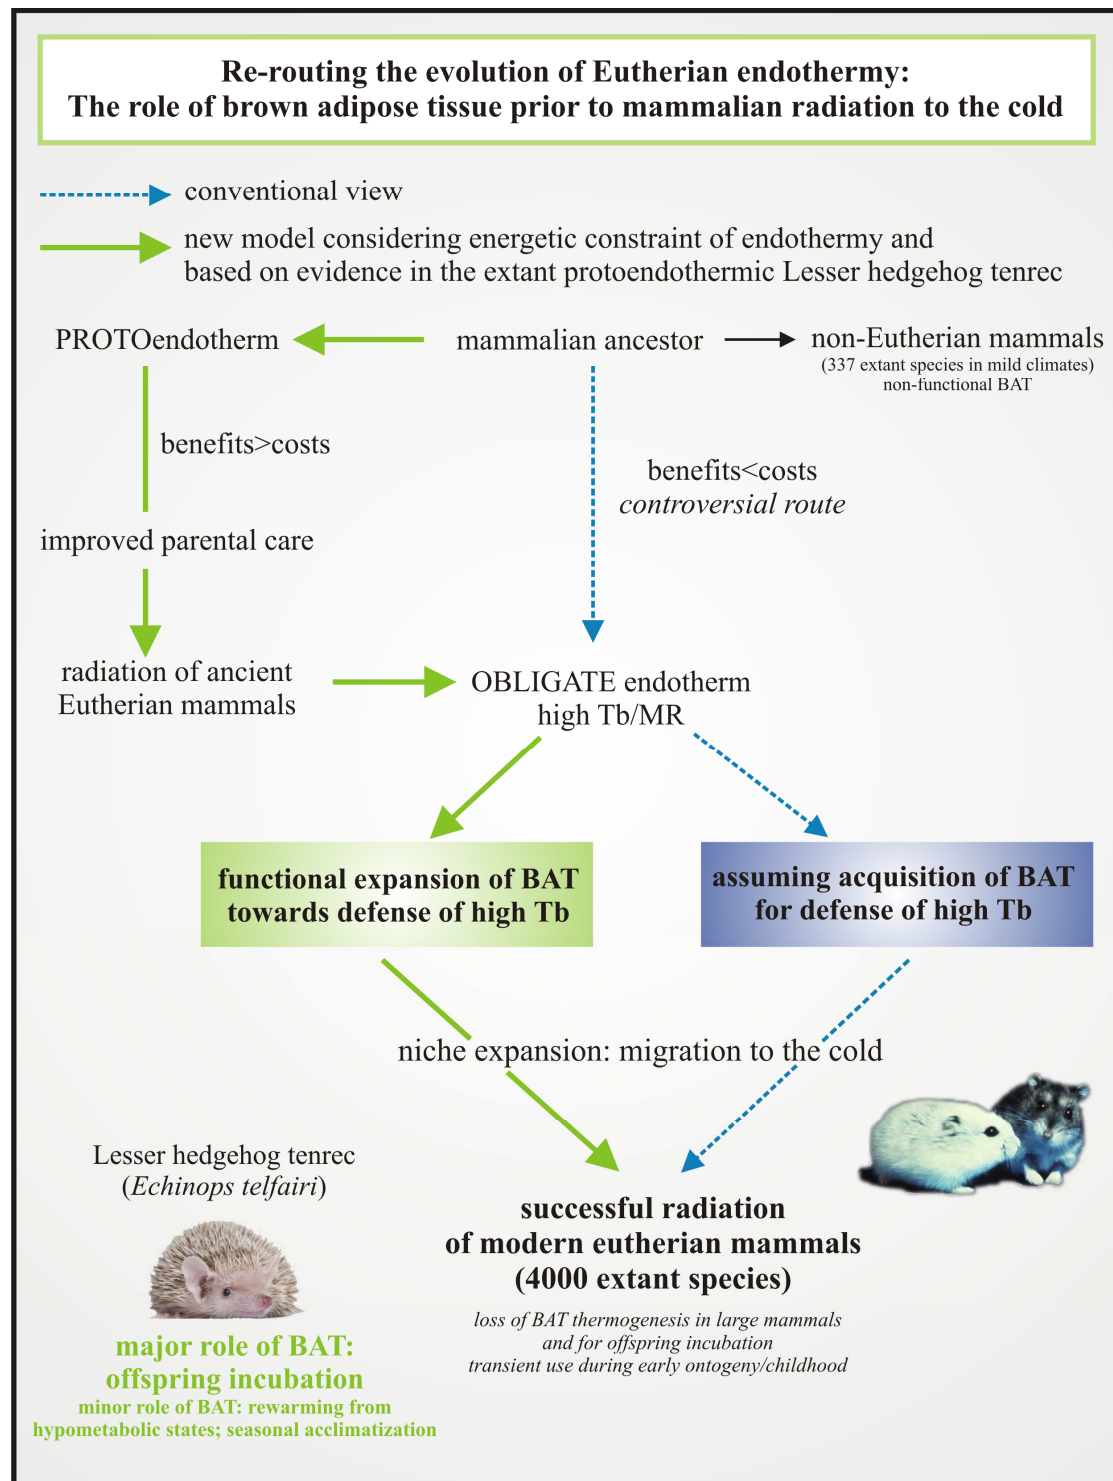 Re-routing the evolution of Eutherian endothermy:
The role of brown adipose tissue prior to mammalian radiation to the cold
conventional view
new model considering energetic constraint of endothermy and
based on evidence in the extant protoendothermic Lesser hedgehog tenrec
PROTOendotherm
mammalian ancestor
non-Eutherian mammals
(337 extant species in mild climates)
non-functional BAT
benefits>costs
benefits<costs
controversial route
improved parental care
radiation of ancient
Eutherian mammals
OBLIGATE endotherm
high Tb/MR
functional expansion of BAT
towards defense of high Tb
assuming acquisition of BAT
for defense of high Tb
niche expansion: migration to the cold
Lesser hedgehog tenrec
(Echinops telfairi)
major role of BAT:
offspring incubation
minor role of BAT: rewarming from
hypometabolic states; seasonal acclimatization
successful radiation
of modern eutherian mammals
(4000 extant species)
loss of BAT thermogenesis in large mammals
and for offspring incubation
transient use during early ontogeny/childhood